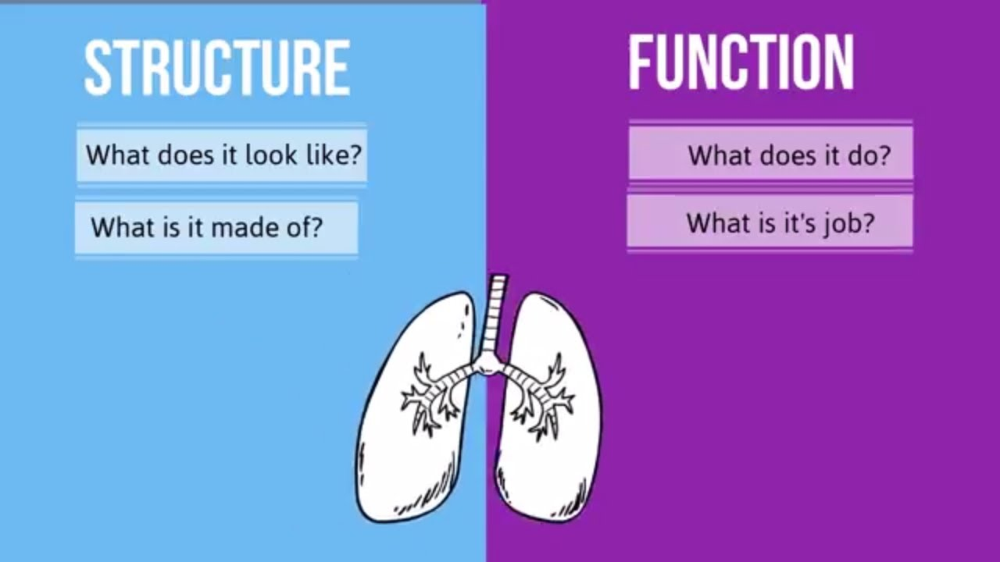 STRUCTURE
What does it look like?
What is it made of?
FUNCTION
What does it do?
What is it's job?